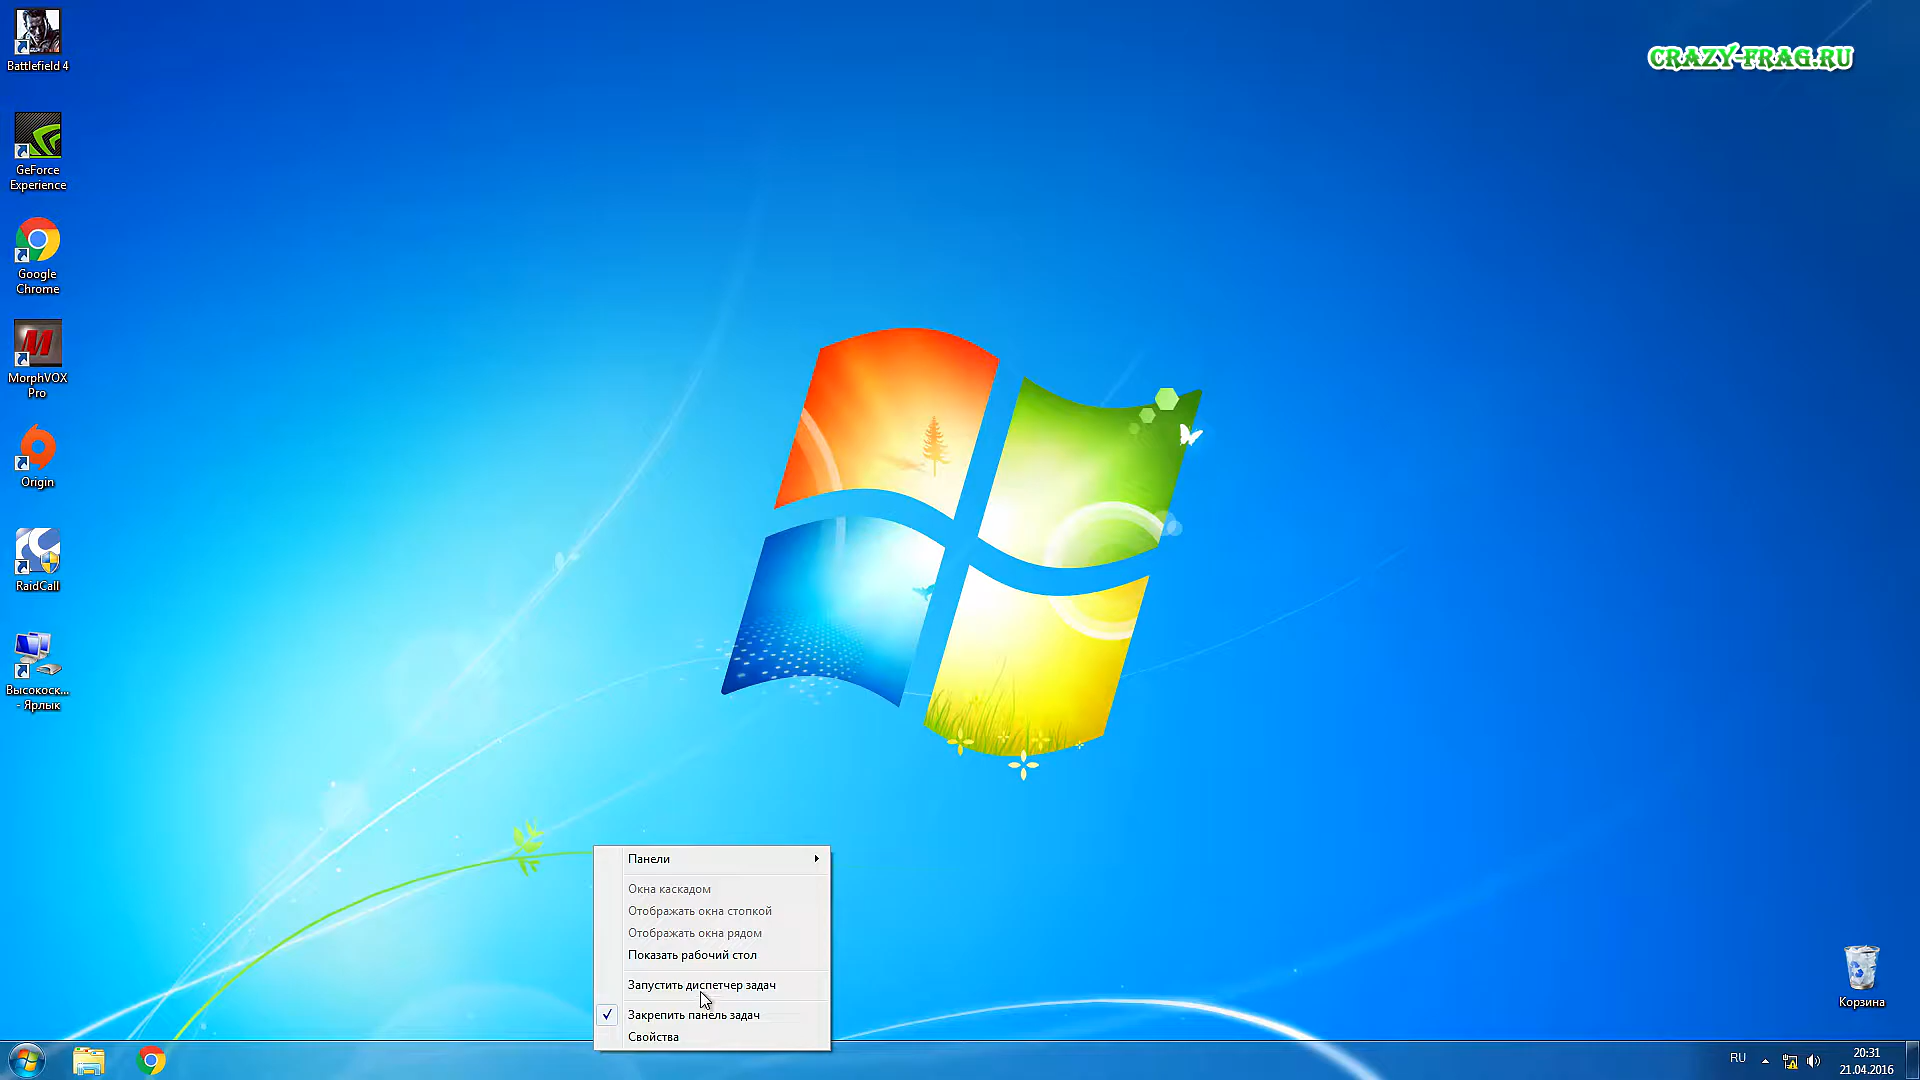 Battlefield 4
GeForce
Experience
Google
Chrome
MorphVOX
Pro
Origin
RaidCall
Высокоск...
- Ярлык
CRAZY-FRAG.RU
Панели
Окна каскадом
Отображать окна стопкой
Отображать окна рядом
Показать рабочий стол
Запустить диспетчер задач
Закрепить панель задач
Свойства
Корзина
RU
20:31
21.04.2016